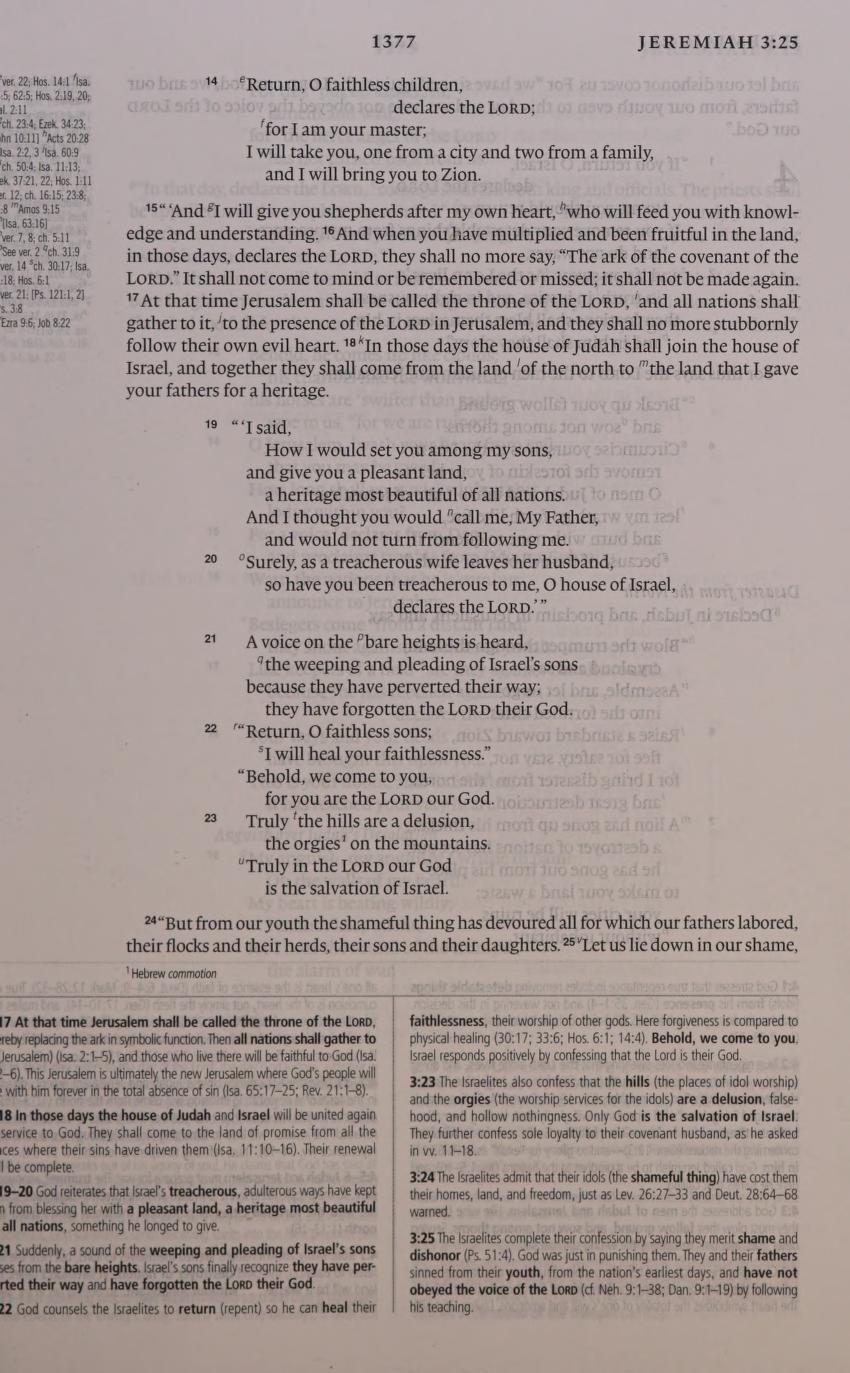 1377
JEREMIAH 3:25
ver. 22; Hos. 14:1 f Isa.
:5; 62:5; Hos. 2:19, 20;
al. 2:11
ch. 23:4; Ezek. 34:23;
hn 10:11] h Acts 20:28
Isa. 2:2, 3 j Isa. 60:9
ch. 50:4; Isa. 11:13;
ek. 37:21, 22; Hos. 1:11
er. 12; ch. 16:15; 23:8;
:8 m Amos 9:15
[Isa. 63:16]
ver. 7, 8; ch. 5:11
See ver. 2 q ch. 31:9
ver. 14 s ch. 30:17; Isa.
:18; Hos. 6:1
ver. 21; [Ps. 121:1, 2]
s. 3:8
Ezra 9:6; Job 8:22
14 e Return, O faithless children,
declares the LORD;
f for I am your master;
I will take you, one from a city and two from a family,
and I will bring you to Zion.
15 “‘And g I will give you shepherds after my own heart, h who will feed you with knowl-
edge and understanding. 16 And when you have multiplied and been fruitful in the land,
in those days, declares the LORD, they shall no more say, “The ark of the covenant of the
LORD.” It shall not come to mind or be remembered or missed; it shall not be made again.
17 At that time Jerusalem shall be called the throne of the LORD, i and all nations shall
gather to it, j to the presence of the LORD in Jerusalem, and they shall no more stubbornly
follow their own evil heart. 18 k In those days the house of Judah shall join the house of
Israel, and together they shall come from the land l of the north to m the land that I gave
your fathers for a heritage.
19 “‘I said,
How I would set you among my sons,
and give you a pleasant land,
a heritage most beautiful of all nations.
And I thought you would n call me, My Father,
and would not turn from following me.
20 o Surely, as a treacherous wife leaves her husband,
so have you been treacherous to me, O house of Israel,
declares the LORD.’”
21 A voice on the p bare heights is heard,
q the weeping and pleading of Israel’s sons
because they have perverted their way;
they have forgotten the LORD their God.
22 r “Return, O faithless sons;
s I will heal your faithlessness.”
“Behold, we come to you,
for you are the LORD our God.
23 Truly t the hills are a delusion,
the orgies 1 on the mountains.
u Truly in the LORD our God
is the salvation of Israel.
24 “But from our youth the shameful thing has devoured all for which our fathers labored,
their flocks and their herds, their sons and their daughters. 25 v Let us lie down in our shame,
1 Hebrew commotion
17 At that time Jerusalem shall be called the throne of the LORD,
ereby replacing the ark in symbolic function. Then all nations shall gather to
Jerusalem) (Isa. 2:1–5), and those who live there will be faithful to God (Isa.
–6). This Jerusalem is ultimately the new Jerusalem where God’s people will
with him forever in the total absence of sin (Isa. 65:17–25; Rev. 21:1–8).
18 In those days the house of Judah and Israel will be united again
service to God. They shall come to the land of promise from all the
ces where their sins have driven them (Isa. 11:10–16). Their renewal
l be complete.
19–20 God reiterates that Israel’s treacherous, adulterous ways have kept
n from blessing her with a pleasant land, a heritage most beautiful
all nations, something he longed to give.
21 Suddenly, a sound of the weeping and pleading of Israel’s sons
ses from the bare heights. Israel’s sons finally recognize they have per-
rted their way and have forgotten the LORD their God.
22 God counsels the Israelites to return (repent) so he can heal their
faithlessness, their worship of other gods. Here forgiveness is compared to
physical healing (30:17; 33:6; Hos. 6:1; 14:4). Behold, we come to you.
Israel responds positively by confessing that the Lord is their God.
3:23 The Israelites also confess that the hills (the places of idol worship)
and the orgies (the worship services for the idols) are a delusion, false-
hood, and hollow nothingness. Only God is the salvation of Israel.
They further confess sole loyalty to their covenant husband, as he asked
in vv. 11–18.
3:24 The Israelites admit that their idols (the shameful thing) have cost them
their homes, land, and freedom, just as Lev. 26:27–33 and Deut. 28:64–68
warned.
3:25 The Israelites complete their confession by saying they merit shame and
dishonor (Ps. 51:4). God was just in punishing them. They and their fathers
sinned from their youth, from the nation’s earliest days, and have not
obeyed the voice of the LORD (cf. Neh. 9:1–38; Dan. 9:1–19) by following
his teaching.